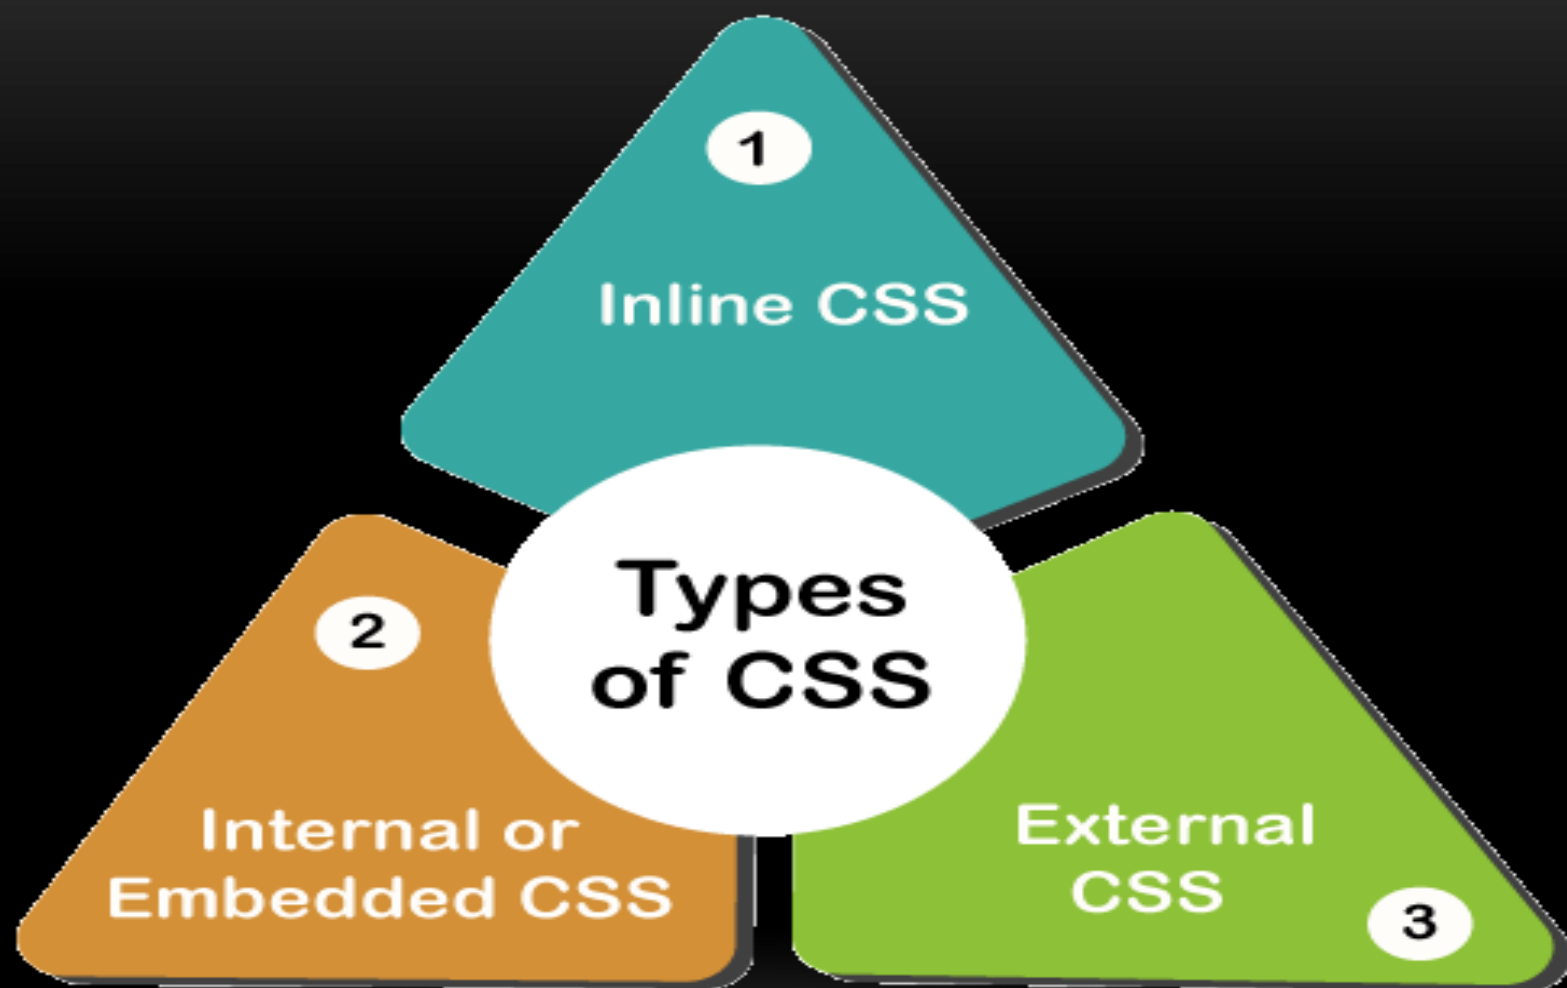 1
Inline CSS
Types
of CSS
2
Internal or
Embedded CSS
External
CSS
3